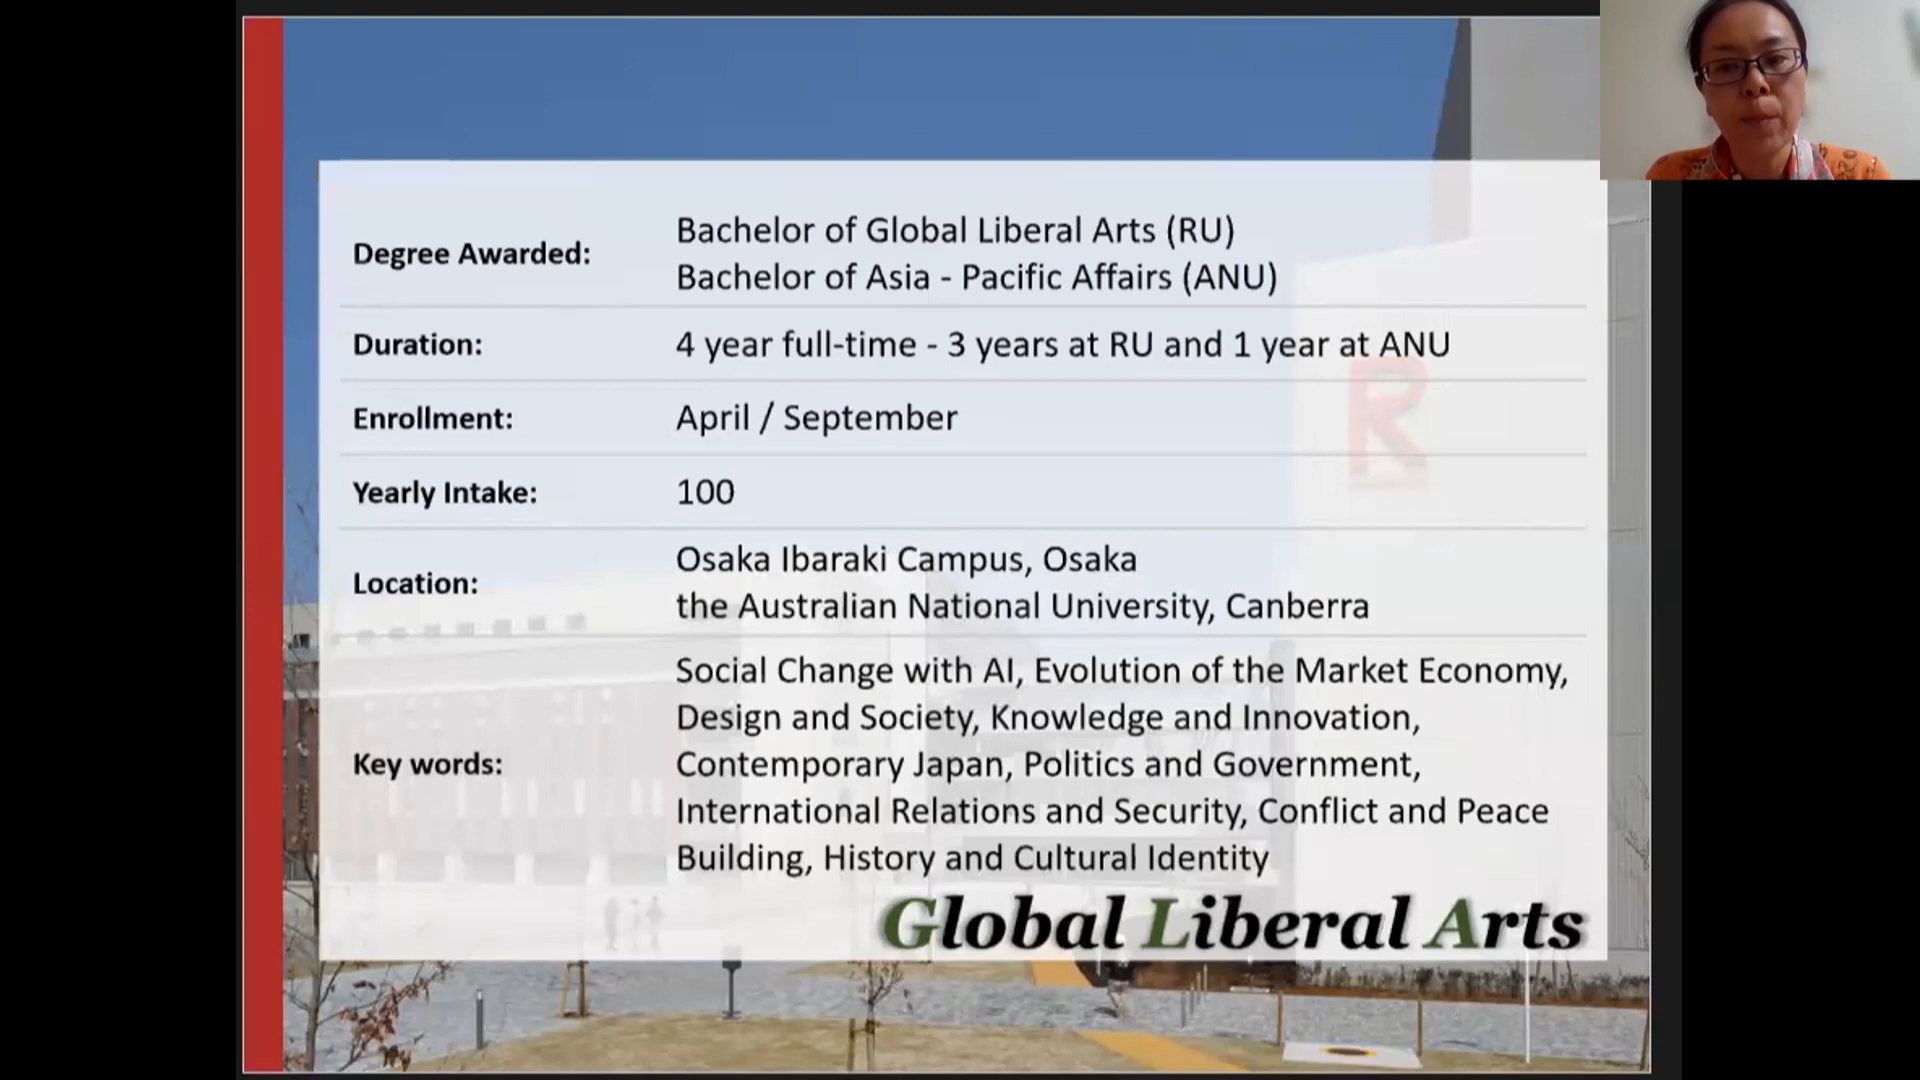 Degree Awarded:
Bachelor of Global Liberal Arts (RU)
Bachelor of Asia - Pacific Affairs (ANU)
Duration:
4 year full-time - 3 years at RU and 1 year at ANU
Enrollment:
April / September
Yearly Intake:
100
Location:
Osaka Ibaraki Campus, Osaka
the Australian National University, Canberra
Key words:
Social Change with AI, Evolution of the Market Economy,
Design and Society, Knowledge and Innovation,
Contemporary Japan, Politics and Government,
International Relations and Security, Conflict and Peace
Building, History and Cultural Identity
Global Liberal Arts
R